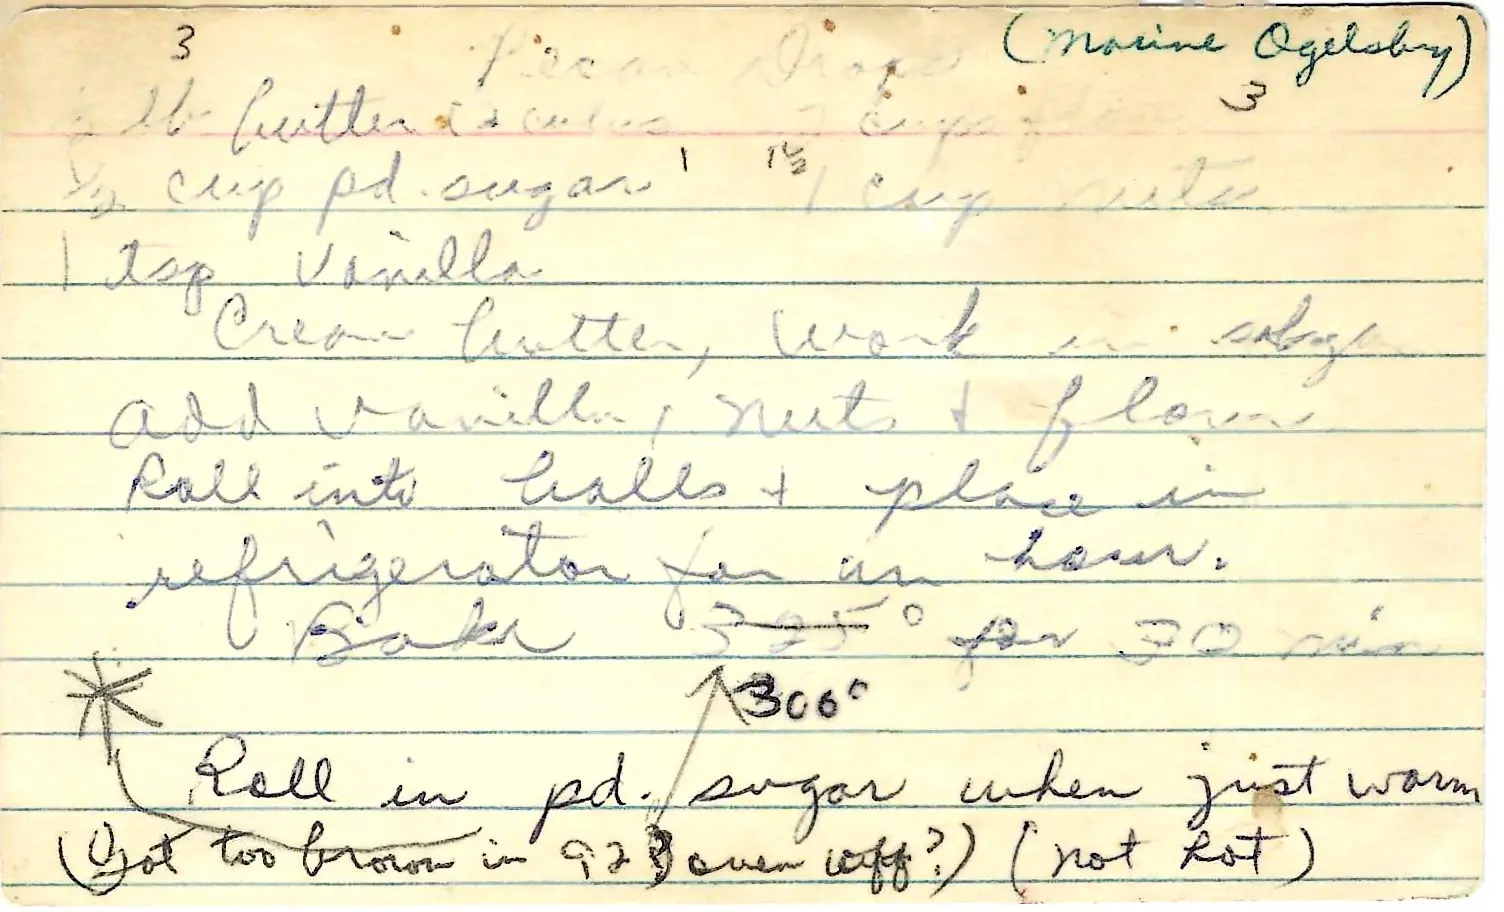 3 Pecan Drops (Maxine Ogelsby)
3
½ lb butter 2 cups flour
½ cup pd. sugar 1 1½ 1 cup nuts
1 tsp Vanilla
Cream butter, work in sugar
add vanilla, nuts + flour
Roll into balls + place in
refrigerator for an hour.
Bake 325° for 30 min
300°
Roll in pd. sugar when just warm
(Got too brown in oven off?) (not hot)